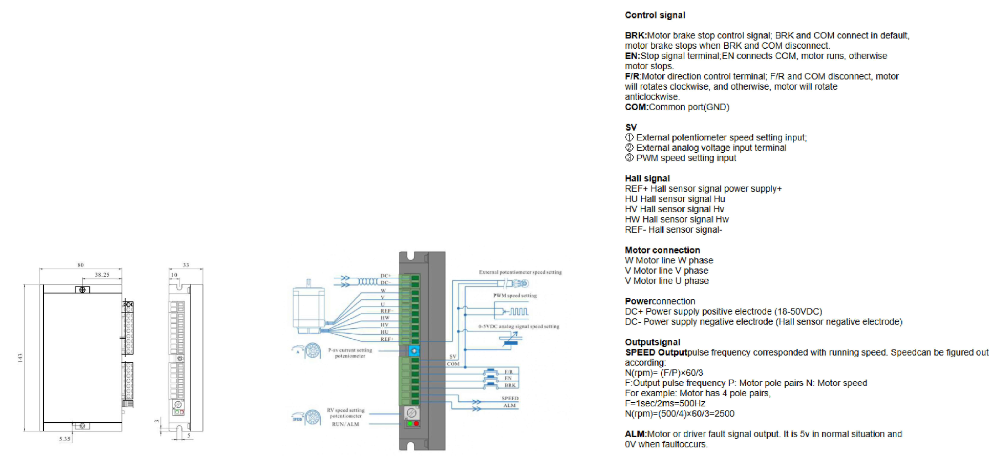 Control signal
BRK:Motor brake stop control signal; BRK and COM connect in default,
motor brake stops when BRK and COM disconnect.
EN:Stop signal terminal;EN connects COM, motor runs, otherwise
motor stops.
F/R:Motor direction control terminal; F/R and COM disconnect, motor
will rotates clockwise, and otherwise, motor will rotate
anticlockwise.
COM:Common port(GND)
SV
① External potentiometer speed setting input;
② External analog voltage input terminal
③ PWM speed setting input
Hall signal
REF+ Hall sensor signal power supply+
HU Hall sensor signal Hu
HV Hall sensor signal Hv
HW Hall sensor signal Hw
REF- Hall sensor signal-
Motor connection
W Motor line W phase
V Motor line V phase
V Motor line U phase
Powerconnection
DC+ Power supply positive electrode (18-50VDC)
DC- Power supply negative electrode (Hall sensor negative electrode)
Outputsignal
SPEED Outputpulse frequency corresponded with running speed. Speedcan be figured out
according:
N(rpm)= (F/P)×60/3
F:Output pulse frequency P: Motor pole pairs N: Motor speed
For example: Motor has 4 pole pairs,
F=1sec/2ms=500Hz
N(rpm)=(500/4)×60/3=2500
ALM:Motor or driver fault signal output. It is 5v in normal situation and
0V when faultoccurs.
80
38.25
143
5.35
33
10
3
5
DC+
DC-
W
V
U
REF
HW
HV
HU
REF
P-ov current setting
potentiometer
RV speed setting
potentiometer
RUN/ ALM
External potentiometer speed setting
PWM speed setting
0-5VDC analog signal speed setting
SV
COM
F/R
EN
BRK
SPEED
ALM